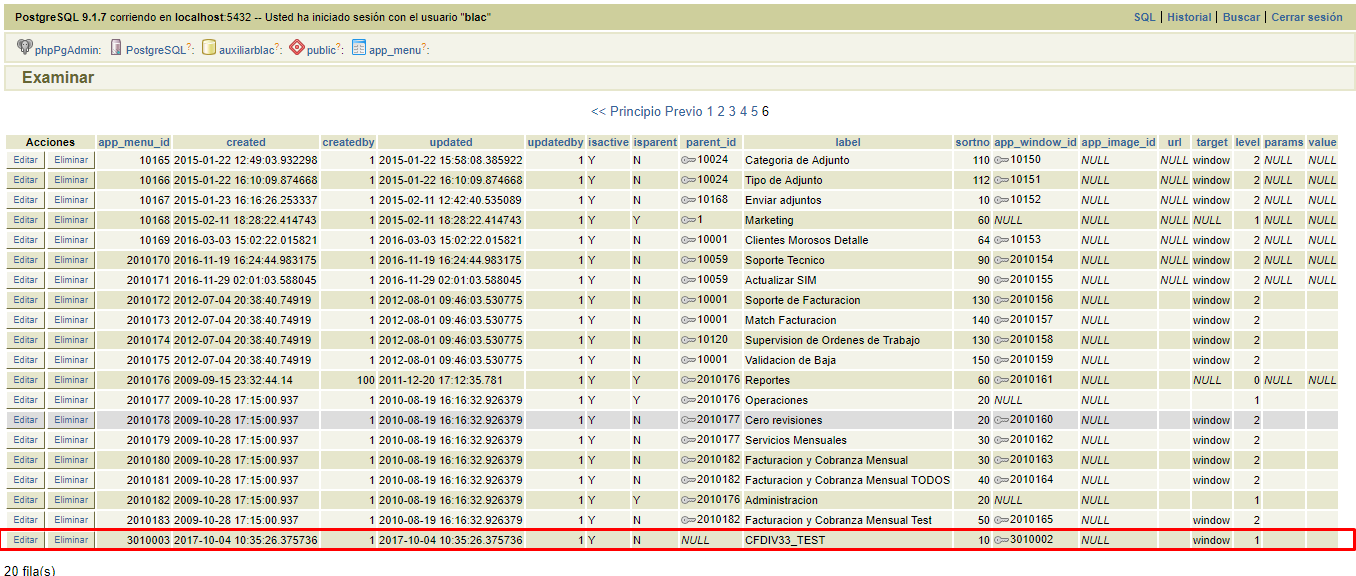 PostgreSQL 9.1.7 corriendo en localhost:5432 -- Usted ha iniciado sesión con el usuario "blac"
SQL | Historial | Buscar | Cerrar sesión
phpPgAdmin: PostgreSQL?: auxiliarblac?: public?: app_menu?:
Examinar
<< Principio Previo 1 2 3 4 5 6
Acciones app_menu_id created createdby updated updatedby isactive isparent parent_id label sortno app_window_id app_image_id url target level params value
Editar Eliminar 10165 2015-01-22 12:49:03.932298 1 2015-01-22 15:58:08.385922 1 Y N 10024 Categoria de Adjunto 110 10150 NULL NULL window 2 NULL NULL
Editar Eliminar 10166 2015-01-22 16:10:09.874668 1 2015-01-22 16:10:09.874668 1 Y N 10024 Tipo de Adjunto 112 10151 NULL NULL window 2 NULL NULL
Editar Eliminar 10167 2015-01-23 16:16:26.253337 1 2015-02-11 12:42:40.535089 1 Y N 10168 Enviar adjuntos 10 10152 NULL NULL window 2 NULL NULL
Editar Eliminar 10168 2015-02-11 18:28:22.414743 1 2015-02-11 18:28:22.414743 1 Y Y 1 Marketing 60 NULL NULL NULL NULL 1 NULL NULL
Editar Eliminar 10169 2016-03-03 15:02:22.015821 1 2016-03-03 15:02:22.015821 1 Y N 10001 Clientes Morosos Detalle 64 10153 NULL NULL window 2 NULL NULL
Editar Eliminar 2010170 2016-11-19 16:24:44.983175 1 2016-11-19 16:24:44.983175 1 Y N 10059 Soporte Tecnico 90 2010154 NULL NULL window 2 NULL NULL
Editar Eliminar 2010171 2016-11-29 02:01:03.588045 1 2016-11-29 02:01:03.588045 1 Y N 10059 Actualizar SIM 90 2010155 NULL NULL window 2 NULL NULL
Editar Eliminar 2010172 2012-07-04 20:38:40.74919 1 2012-08-01 09:46:03.530775 1 Y N 10001 Soporte de Facturacion 130 2010156 NULL window 2
Editar Eliminar 2010173 2012-07-04 20:38:40.74919 1 2012-08-01 09:46:03.530775 1 Y N 10001 Match Facturacion 140 2010157 NULL window 2
Editar Eliminar 2010174 2012-07-04 20:38:40.74919 1 2012-08-01 09:46:03.530775 1 Y N 10120 Supervision de Ordenes de Trabajo 130 2010158 NULL window 2
Editar Eliminar 2010175 2012-07-04 20:38:40.74919 1 2012-08-01 09:46:03.530775 1 Y N 10001 Validacion de Baja 150 2010159 NULL window 2
Editar Eliminar 2010176 2009-09-15 23:32:44.14 100 2011-12-20 17:12:35.781 1 Y Y 2010176 Reportes 60 2010161 NULL NULL 0 NULL NULL
Editar Eliminar 2010177 2009-10-28 17:15:00.937 1 2010-08-19 16:16:32.926379 1 Y Y 2010176 Operaciones 20 NULL NULL 1
Editar Eliminar 2010178 2009-10-28 17:15:00.937 1 2010-08-19 16:16:32.926379 1 Y N 2010177 Cero revisiones 20 2010160 NULL window 2
Editar Eliminar 2010179 2009-10-28 17:15:00.937 1 2010-08-19 16:16:32.926379 1 Y N 2010177 Servicios Mensuales 30 2010162 NULL window 2
Editar Eliminar 2010180 2009-10-28 17:15:00.937 1 2010-08-19 16:16:32.926379 1 Y N 2010182 Facturacion y Cobranza Mensual 30 2010163 NULL window 2
Editar Eliminar 2010181 2009-10-28 17:15:00.937 1 2010-08-19 16:16:32.926379 1 Y N 2010182 Facturacion y Cobranza Mensual TODOS 40 2010164 NULL window 2
Editar Eliminar 2010182 2009-10-28 17:15:00.937 1 2010-08-19 16:16:32.926379 1 Y Y 2010176 Administracion 20 NULL NULL 1
Editar Eliminar 2010183 2009-10-28 17:15:00.937 1 2010-08-19 16:16:32.926379 1 Y N 2010182 Facturacion y Cobranza Mensual Test 50 2010165 NULL window 2
Editar Eliminar 3010003 2017-10-04 10:35:26.375736 1 2017-10-04 10:35:26.375736 1 Y N NULL CFDIV33_TEST 10 3010002 NULL window 1
20 fila(s)